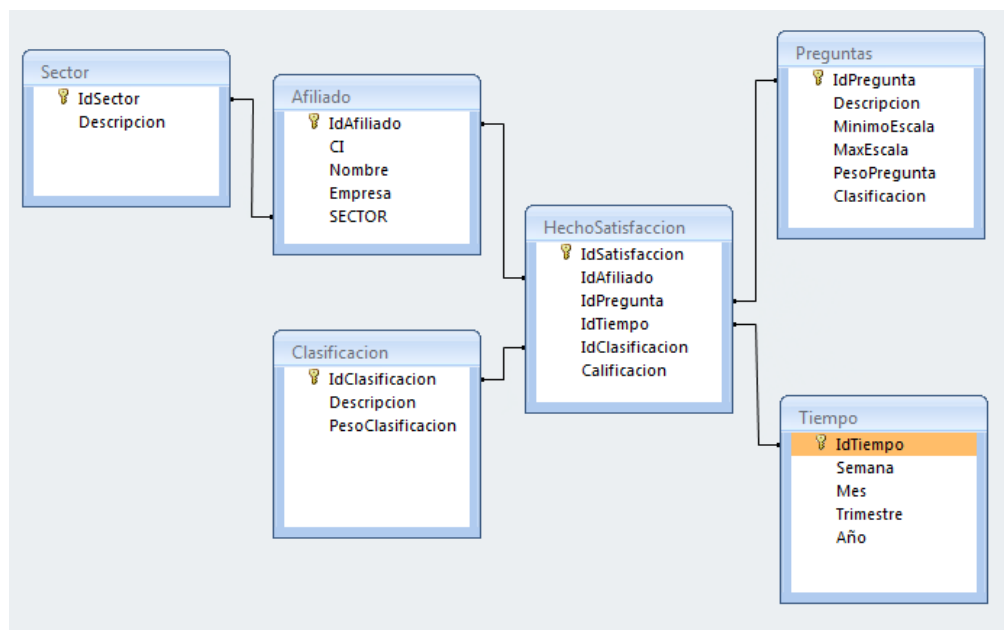 Sector
IdSector
Descripcion
Afiliado
IdAfiliado
CI
Nombre
Empresa
SECTOR
Clasificacion
IdClasificacion
Descripcion
PesoClasificacion
HechoSatisfaccion
IdSatisfaccion
IdAfiliado
IdPregunta
IdTiempo
IdClasificacion
Calificacion
Preguntas
IdPregunta
Descripcion
MinimoEscala
MaxEscala
PesoPregunta
Clasificacion
Tiempo
IdTiempo
Semana
Mes
Trimestre
Año